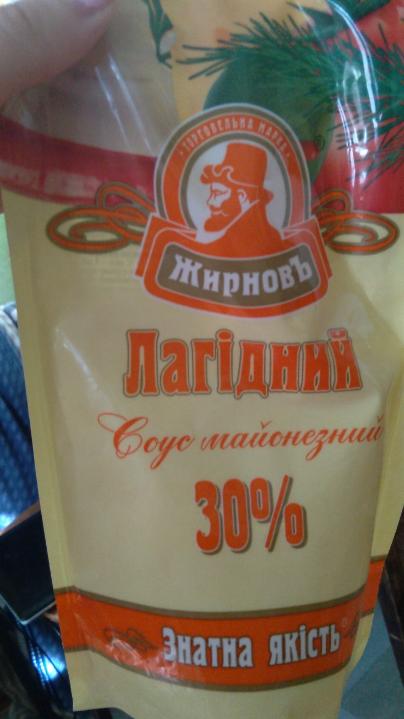 ТОРГОВЕЛЬНА МАРКА
ЖИРНОВЪ
Лагідний
Соус майонезний
30%
Знатна якість